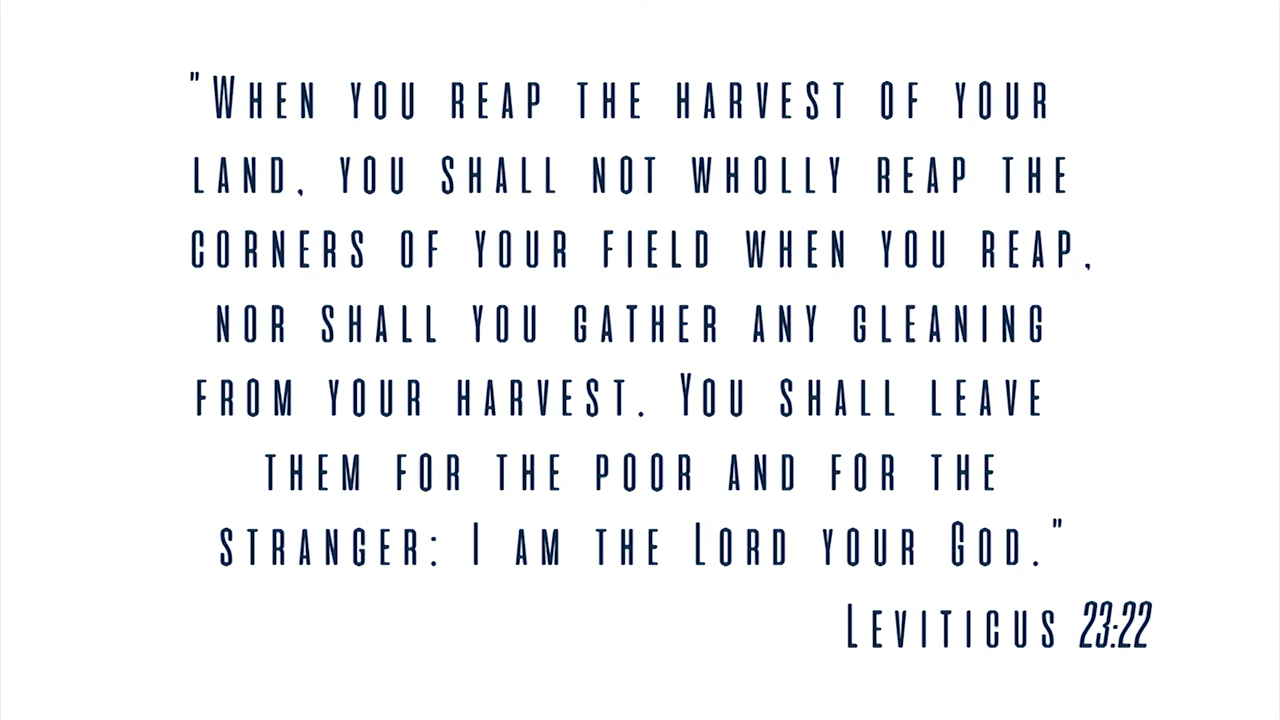 "When you reap the harvest of your
land, you shall not wholly reap the
corners of your field when you reap,
nor shall you gather any gleaning
from your harvest. You shall leave
them for the poor and for the
stranger: I am the Lord your God."
Leviticus 23:22